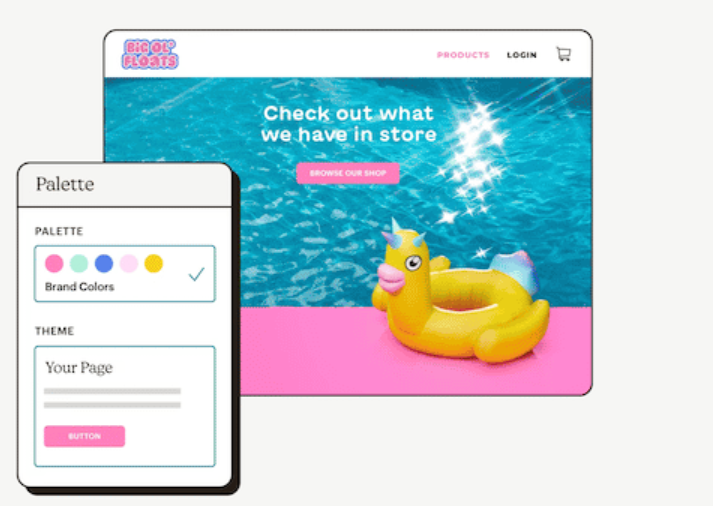 BIG OL'
FLOATS
PRODUCTS
LOGIN
Check out what
we have in store
BROWSE OUR SHOP
Palette
PALETTE
Brand Colors
THEME
Your Page
BUTTON